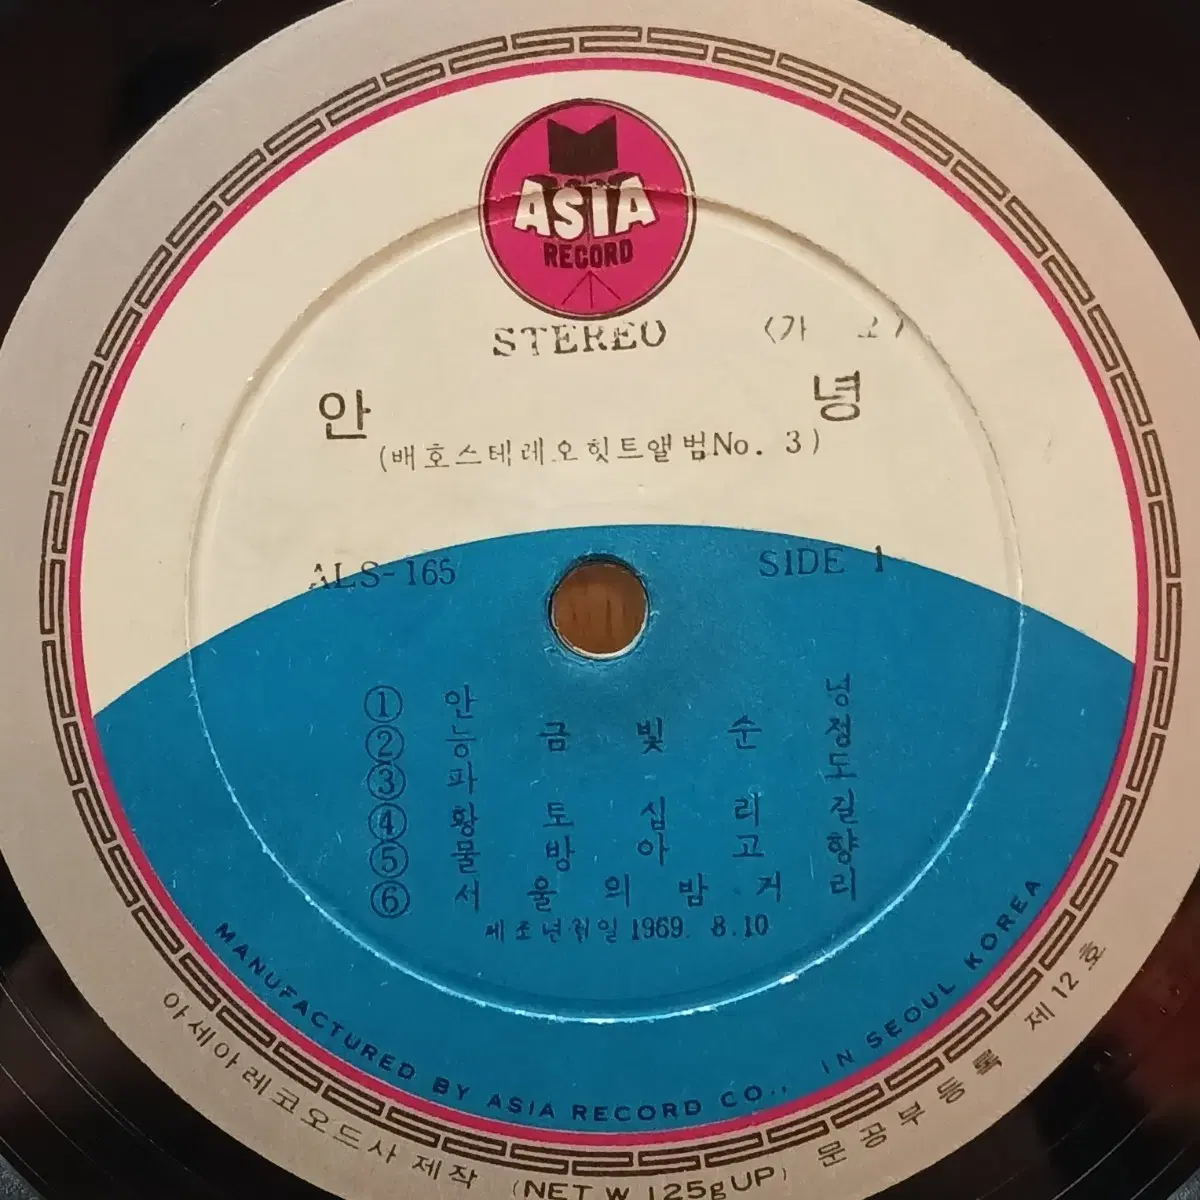 ASIA
RECORD
STEREO 〈가 요〉
안 녕
(배호스테레오힛트앨범No. 3)
ALS-165 SIDE 1
① 안 녕
② 능 금 빛 순 정
③ 파 도
④ 황 토 십 리 길
⑤ 물 방 아 고 향
⑥ 서 울 의 밤 거 리
제조년월일 1969. 8.10
MANUFACTURED BY ASIA RECORD CO., IN SEOUL KOREA
아세아레코오드사 제작 (NET W 125g UP) 문공부등록 제12호